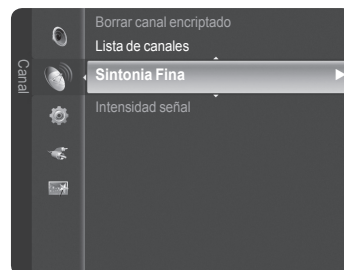 Canal
Borrar canal encriptado
Lista de canales
Sintonia Fina
Intensidad señal